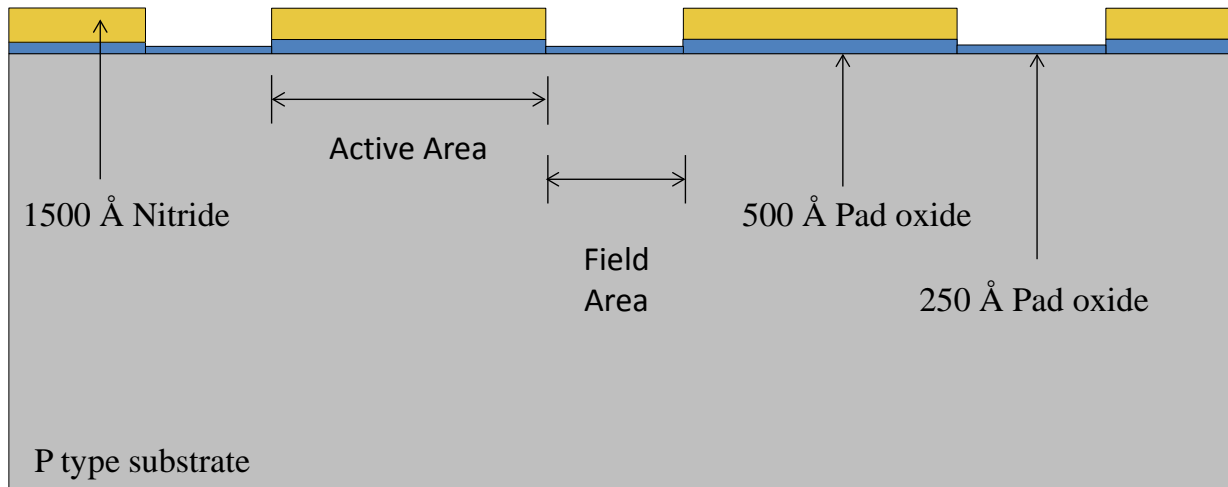 Active Area
1500 Å Nitride
500 Å Pad oxide
Field
Area
250 Å Pad oxide
P type substrate